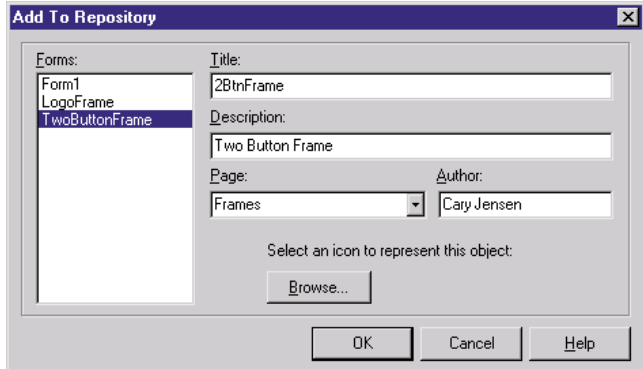 Add To Repository
Forms:
Form1
LogoFrame
TwoButtonFrame
Title:
2BtnFrame
Description:
Two Button Frame
Page:
Author:
Frames
Cary Jensen
Select an icon to represent this object:
Browse...
OK
Cancel
Help